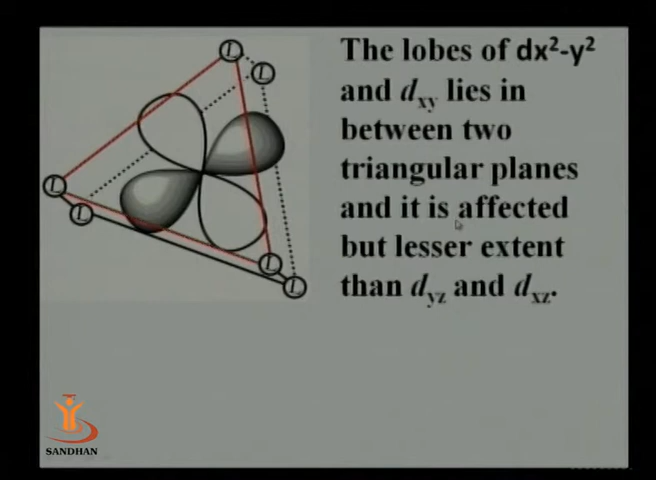 L
L
The lobes of dx²-y²
and dxy lies in
between two
triangular planes
and it is affected
but lesser extent
than dyz and dxz.
L
L
L
L
SANDHAN